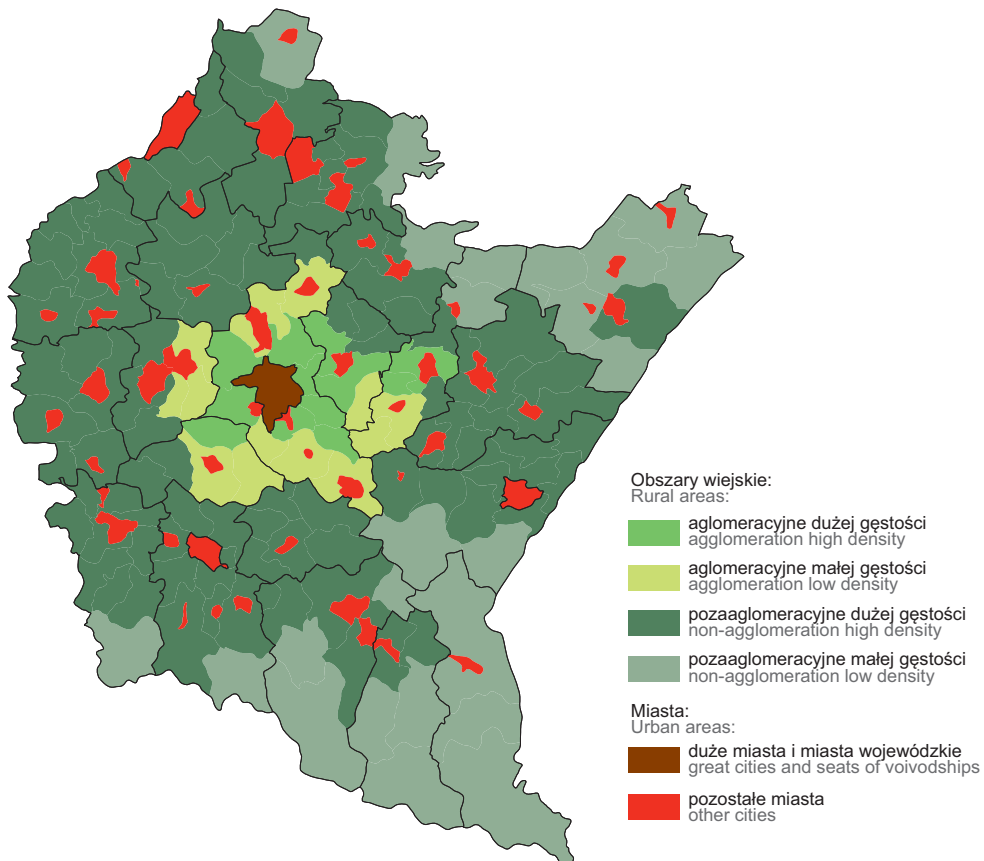 Obszary wiejskie:
Rural areas:
aglomeracyjne dużej gęstości
agglomeration high density
aglomeracyjne małej gęstości
agglomeration low density
pozaaglomeracyjne dużej gęstości
non-agglomeration high density
pozaaglomeracyjne małej gęstości
non-agglomeration low density
Miasta:
Urban areas:
duże miasta i miasta wojewódzkie
great cities and seats of voivodships
pozostałe miasta
other cities